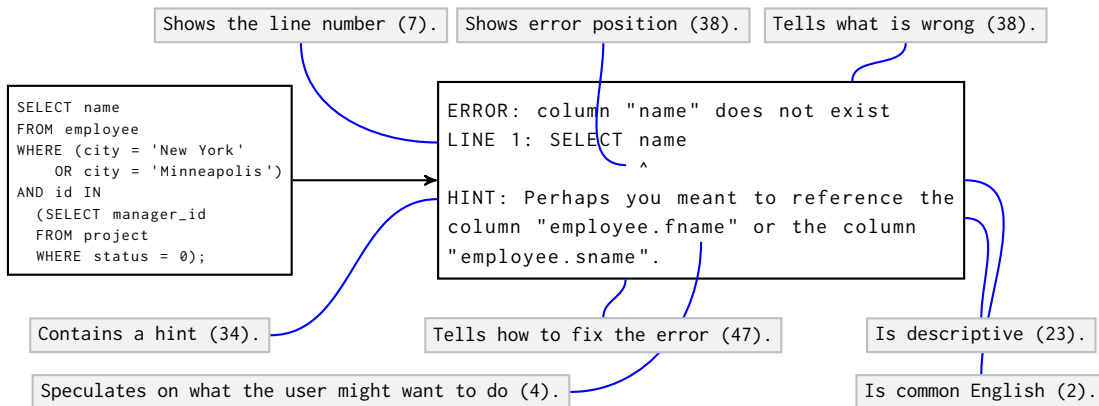 Shows the line number (7).
Shows error position (38).
Tells what is wrong (38).
SELECT name
FROM employee
WHERE (city = 'New York'
    OR city = 'Minneapolis')
AND id IN
  (SELECT manager_id
  FROM project
  WHERE status = 0);
ERROR: column "name" does not exist
LINE 1: SELECT name
^
HINT: Perhaps you meant to reference the
column "employee.fname" or the column
"employee.sname".
Contains a hint (34).
Tells how to fix the error (47).
Is descriptive (23).
Speculates on what the user might want to do (4).
Is common English (2).